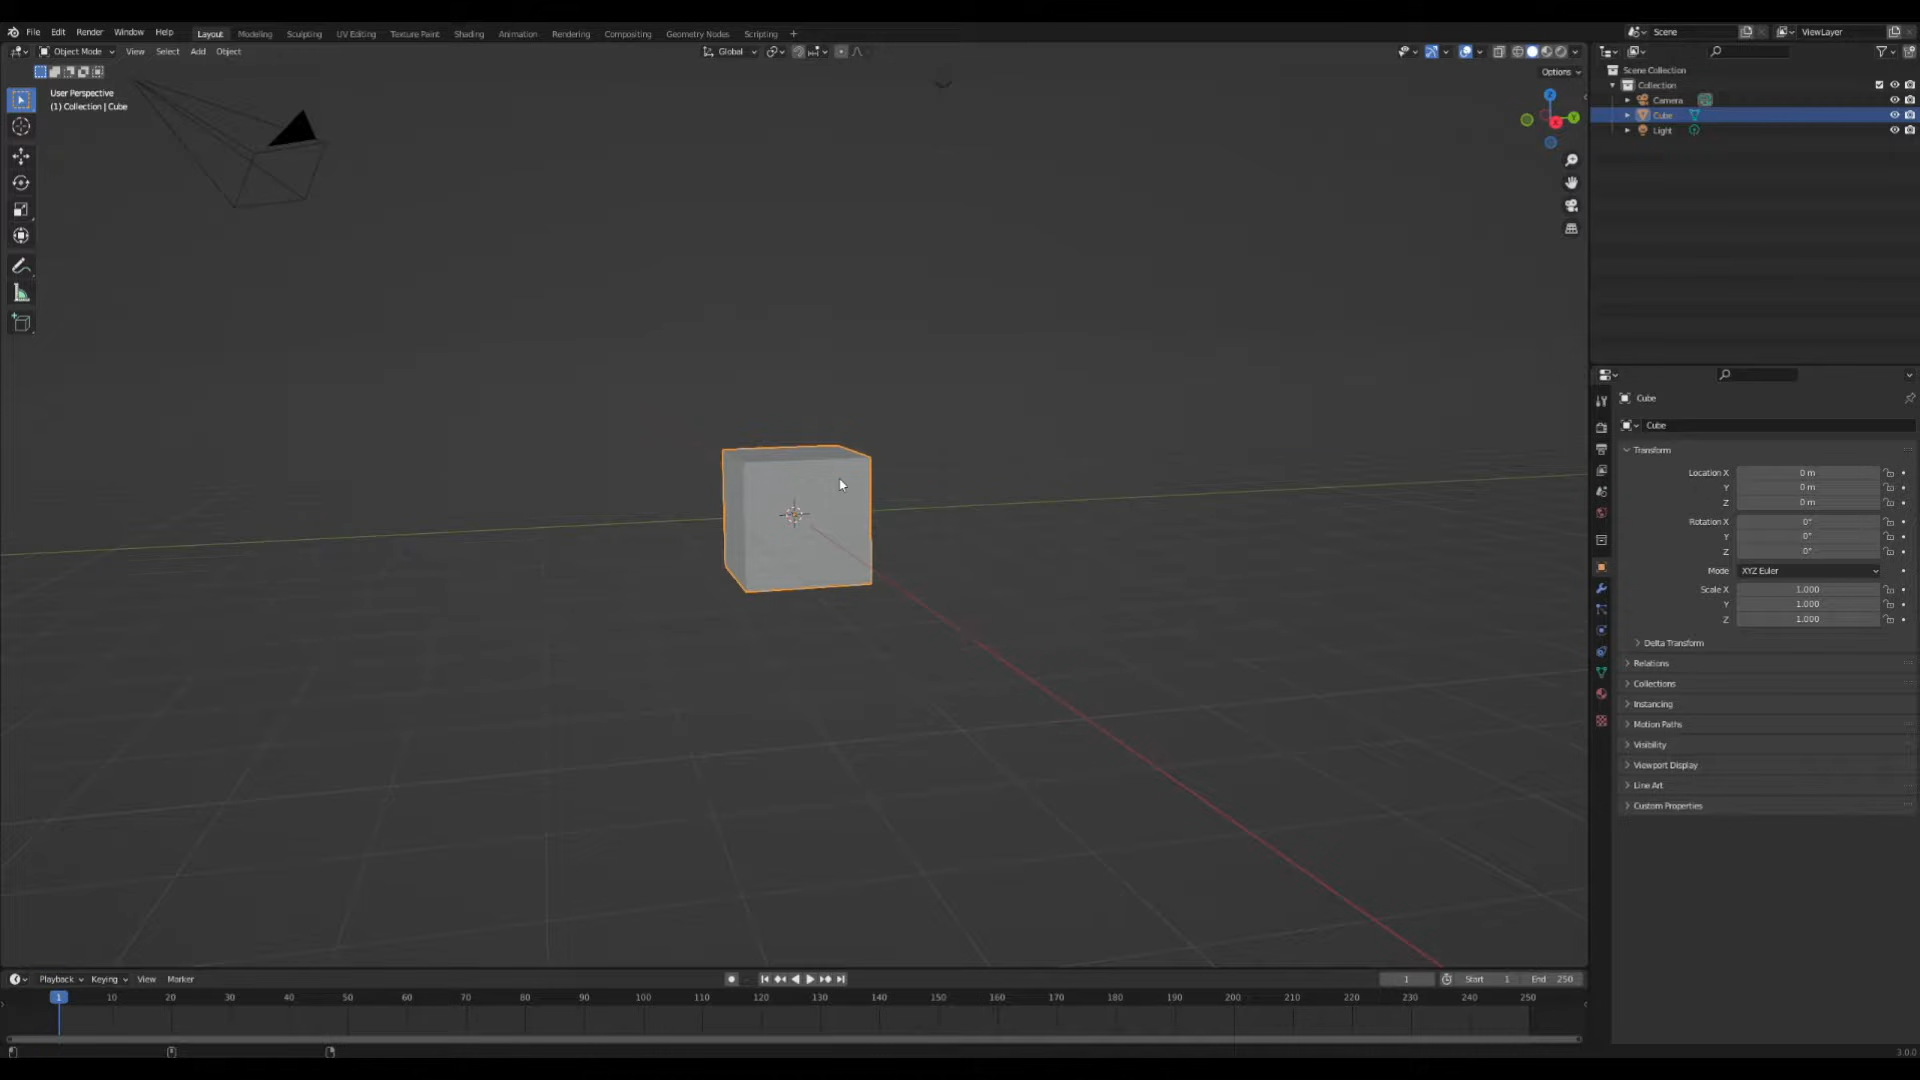 File Edit Render Window Help Layout Modeling Sculpting UV Editing Texture Paint Shading Animation Rendering Compositing Geometry Nodes Scripting +
Scene ViewLayer
Object Mode View Select Add Object
Global
Options
User Perspective
(1) Collection | Cube
Z
Y
X
Scene Collection
Collection
Camera
Cube
Light
Cube
Cube
Transform
Location X 0 m
Y 0 m
Z 0 m
Rotation X 0°
Y 0°
Z 0°
Mode XYZ Euler
Scale X 1.000
Y 1.000
Z 1.000
Delta Transform
Relations
Collections
Instancing
Motion Paths
Visibility
Viewport Display
Line Art
Custom Properties
Playback Keying View Marker
1 Start 1 End 250
1 10 20 30 40 50 60 70 80 90 100 110 120 130 140 150 160 170 180 190 200 210 220 230 240 250
3.0.0